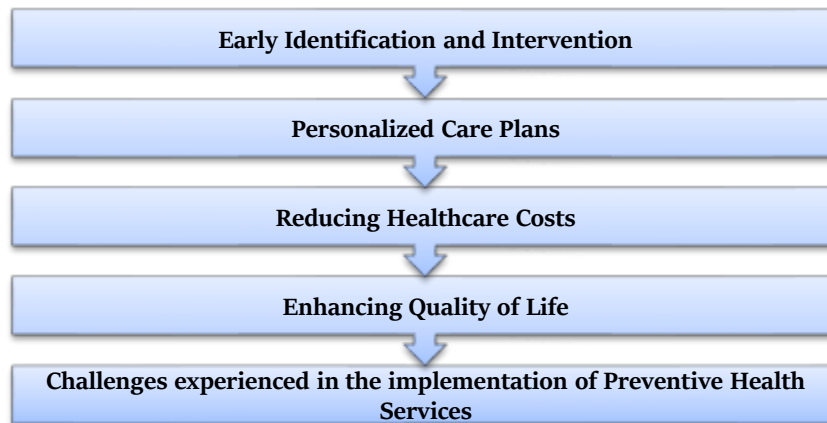 Early Identification and Intervention
Personalized Care Plans
Reducing Healthcare Costs
Enhancing Quality of Life
Challenges experienced in the implementation of Preventive Health
Services